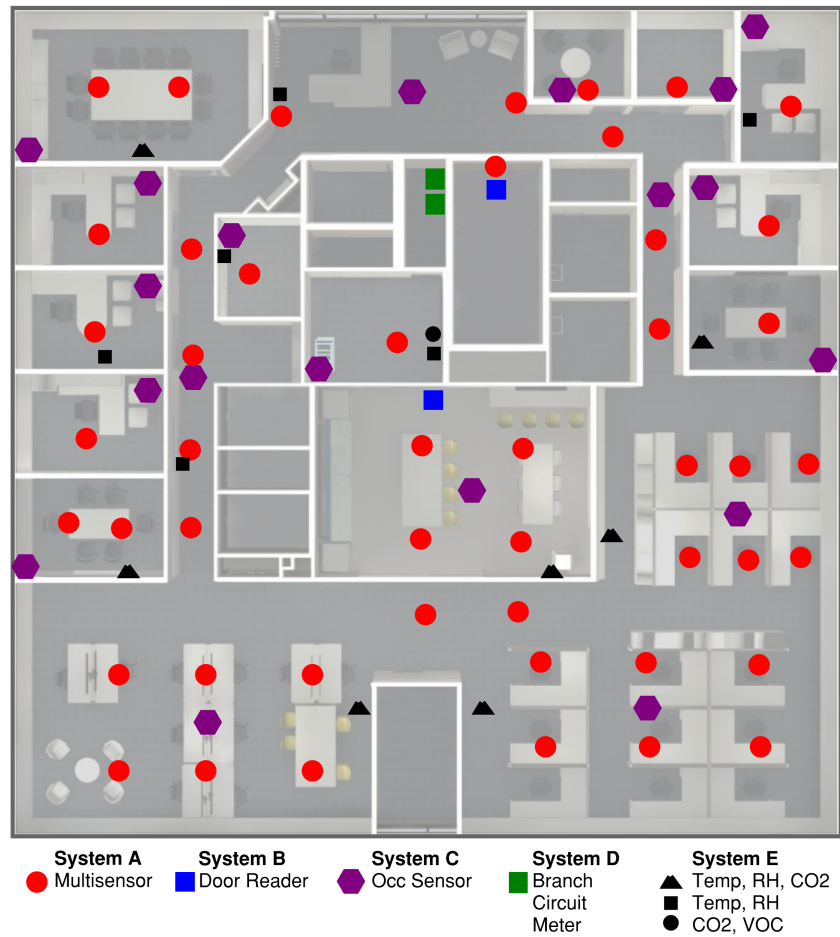 System A System B System C System D System E
Multisensor Door Reader Occ Sensor Branch Temp, RH, CO2
Circuit Temp, RH
Meter CO2, VOC